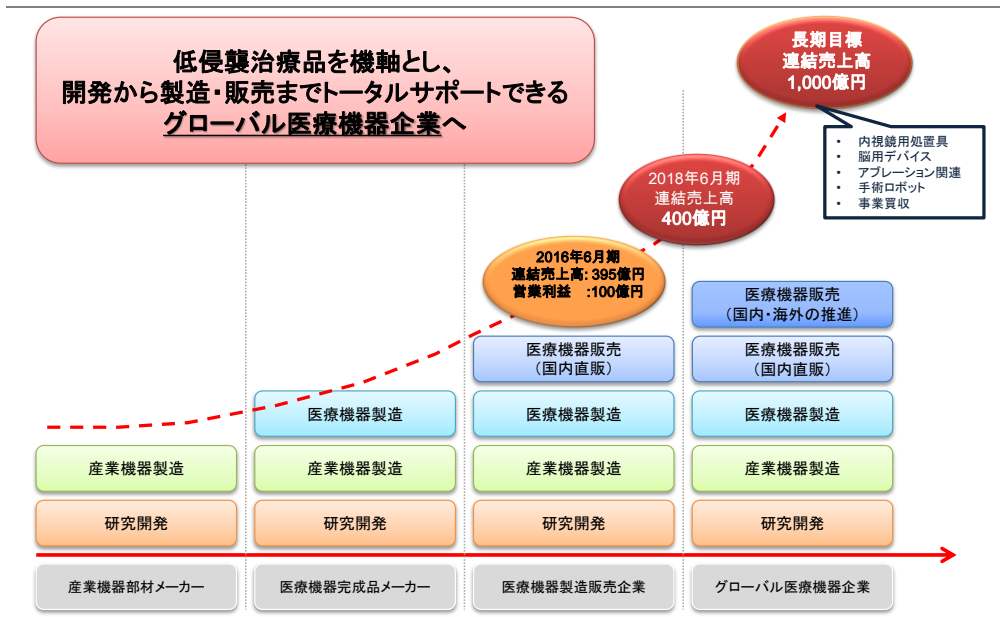 低侵襲治療品を機軸とし、
開発から製造・販売までトータルサポートできる
グローバル医療機器企業へ
長期目標
連結売上高
1,000億円
・ 内視鏡用処置具
・ 脳用デバイス
・ アブレーション関連
・ 手術ロボット
・ 事業買収
2018年6月期
連結売上高
400億円
2016年6月期
連結売上高: 395億円
営業利益 :100億円
医療機器販売
(国内・海外の推進)
医療機器販売
(国内直販)
医療機器販売
(国内直販)
医療機器製造
医療機器製造
医療機器製造
産業機器製造
産業機器製造
産業機器製造
産業機器製造
研究開発
研究開発
研究開発
研究開発
産業機器部材メーカー
医療機器完成品メーカー
医療機器製造販売企業
グローバル医療機器企業